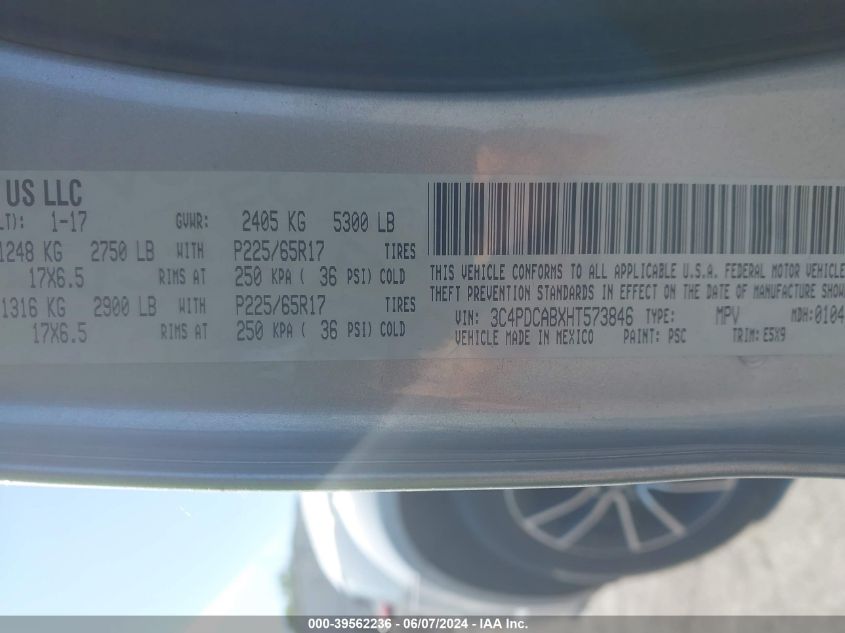 US LLC
LT): 1-17 GVWR: 2405 KG 5300 LB
1248 KG 2750 LB WITH P225/65R17 TIRES
17X6.5 RIMS AT 250 KPA ( 36 PSI) COLD
1316 KG 2900 LB WITH P225/65R17 TIRES
17X6.5 RIMS AT 250 KPA ( 36 PSI) COLD
THIS VEHICLE CONFORMS TO ALL APPLICABLE U.S.A. FEDERAL MOTOR VEHICLE
THEFT PREVENTION STANDARDS IN EFFECT ON THE DATE OF MANUFACTURE SHOW
VIN: 3C4PDCABXHT573846 TYPE: MPV MDH: 0104
VEHICLE MADE IN MEXICO PAINT: PSC TRIM: E5X9
000-39562236 - 06/07/2024 - IAA Inc.